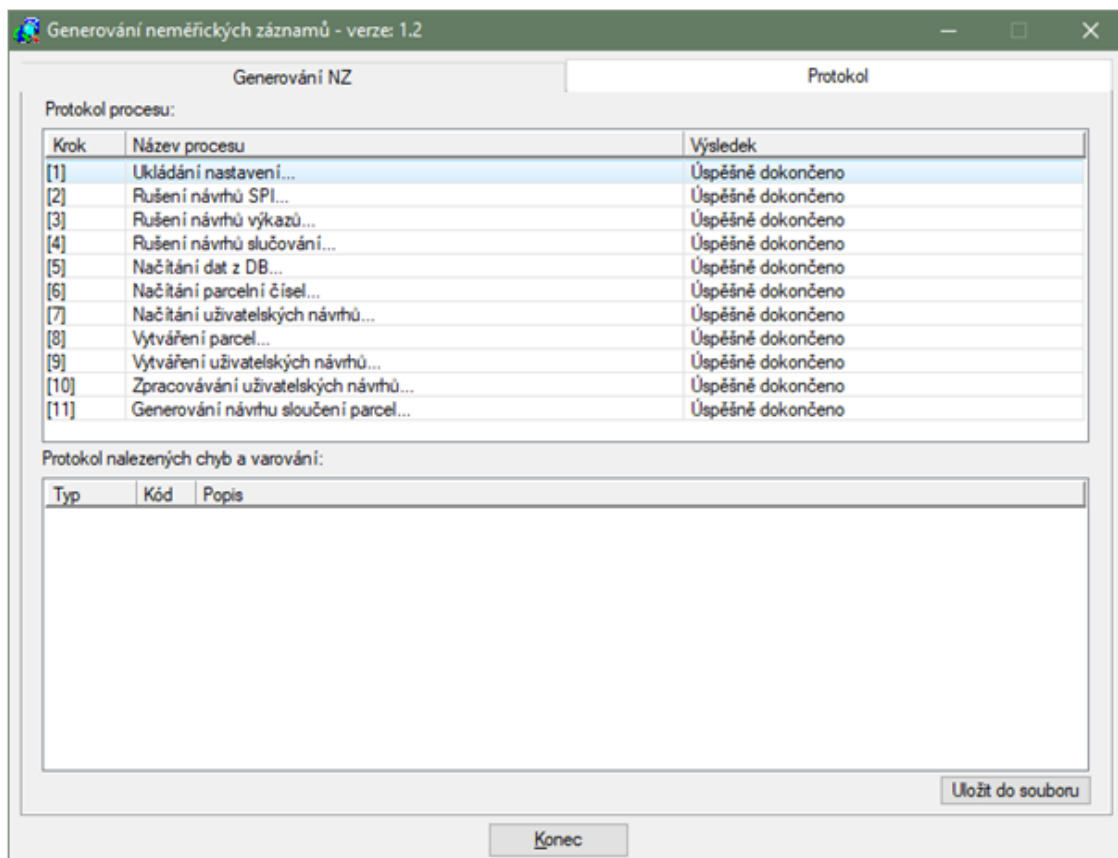 Generování neměřických záznamů - verze: 1.2
Generování NZ Protokol
Protokol procesu:
Krok Název procesu Výsledek
[1] Ukládání nastavení... Úspěšně dokončeno
[2] Rušení návrhů SPI... Úspěšně dokončeno
[3] Rušení návrhů výkazů... Úspěšně dokončeno
[4] Rušení návrhů slučování... Úspěšně dokončeno
[5] Načítání dat z DB... Úspěšně dokončeno
[6] Načítání parcelní čísel... Úspěšně dokončeno
[7] Načítání uživatelských návrhů... Úspěšně dokončeno
[8] Vytváření parcel... Úspěšně dokončeno
[9] Vytváření uživatelských návrhů... Úspěšně dokončeno
[10] Zpracovávání uživatelských návrhů... Úspěšně dokončeno
[11] Generování návrhu sloučení parcel... Úspěšně dokončeno
Protokol nalezených chyb a varování:
Typ Kód Popis
Uložit do souboru
Konec